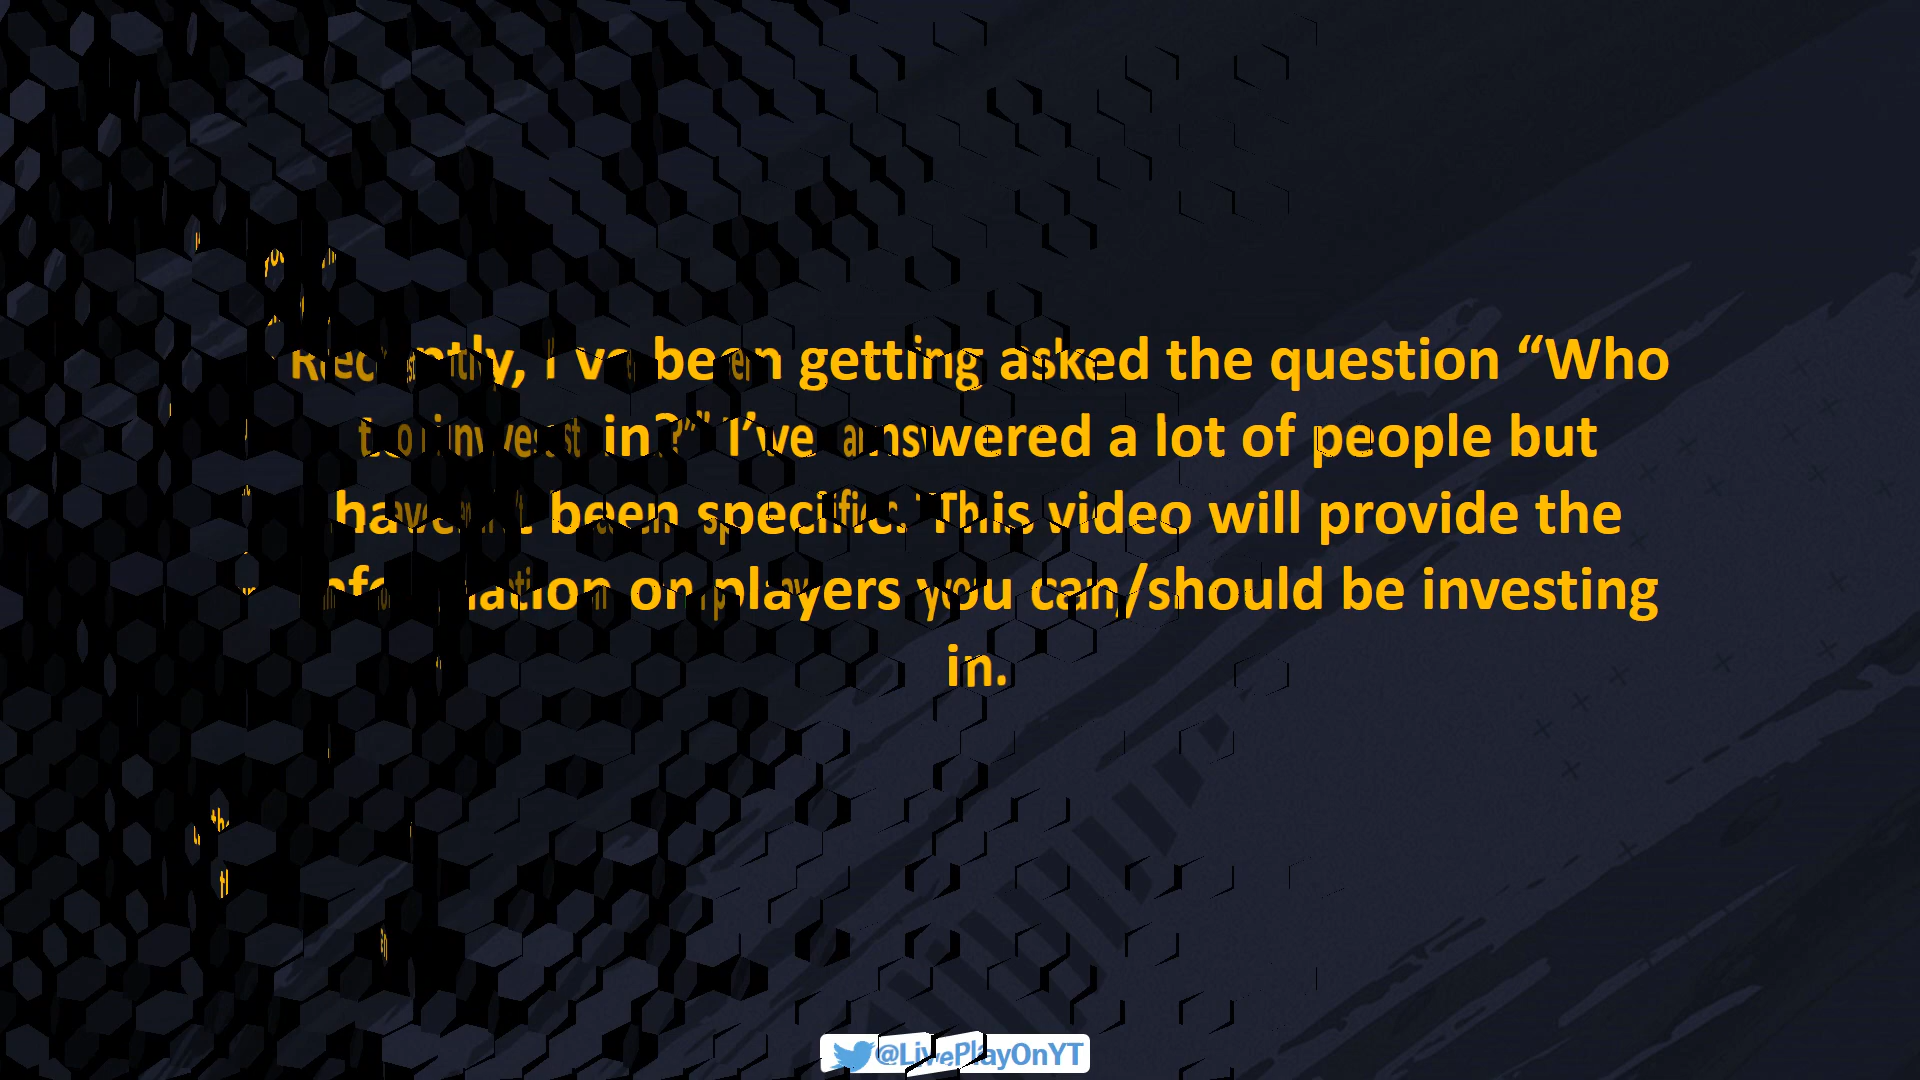 Recently, I've been getting asked the question “Who
to invest in?” I’ve answered a lot of people but
haven't been specific. This video will provide the
information on players you can/should be investing
in.
@LivePlayOnYT